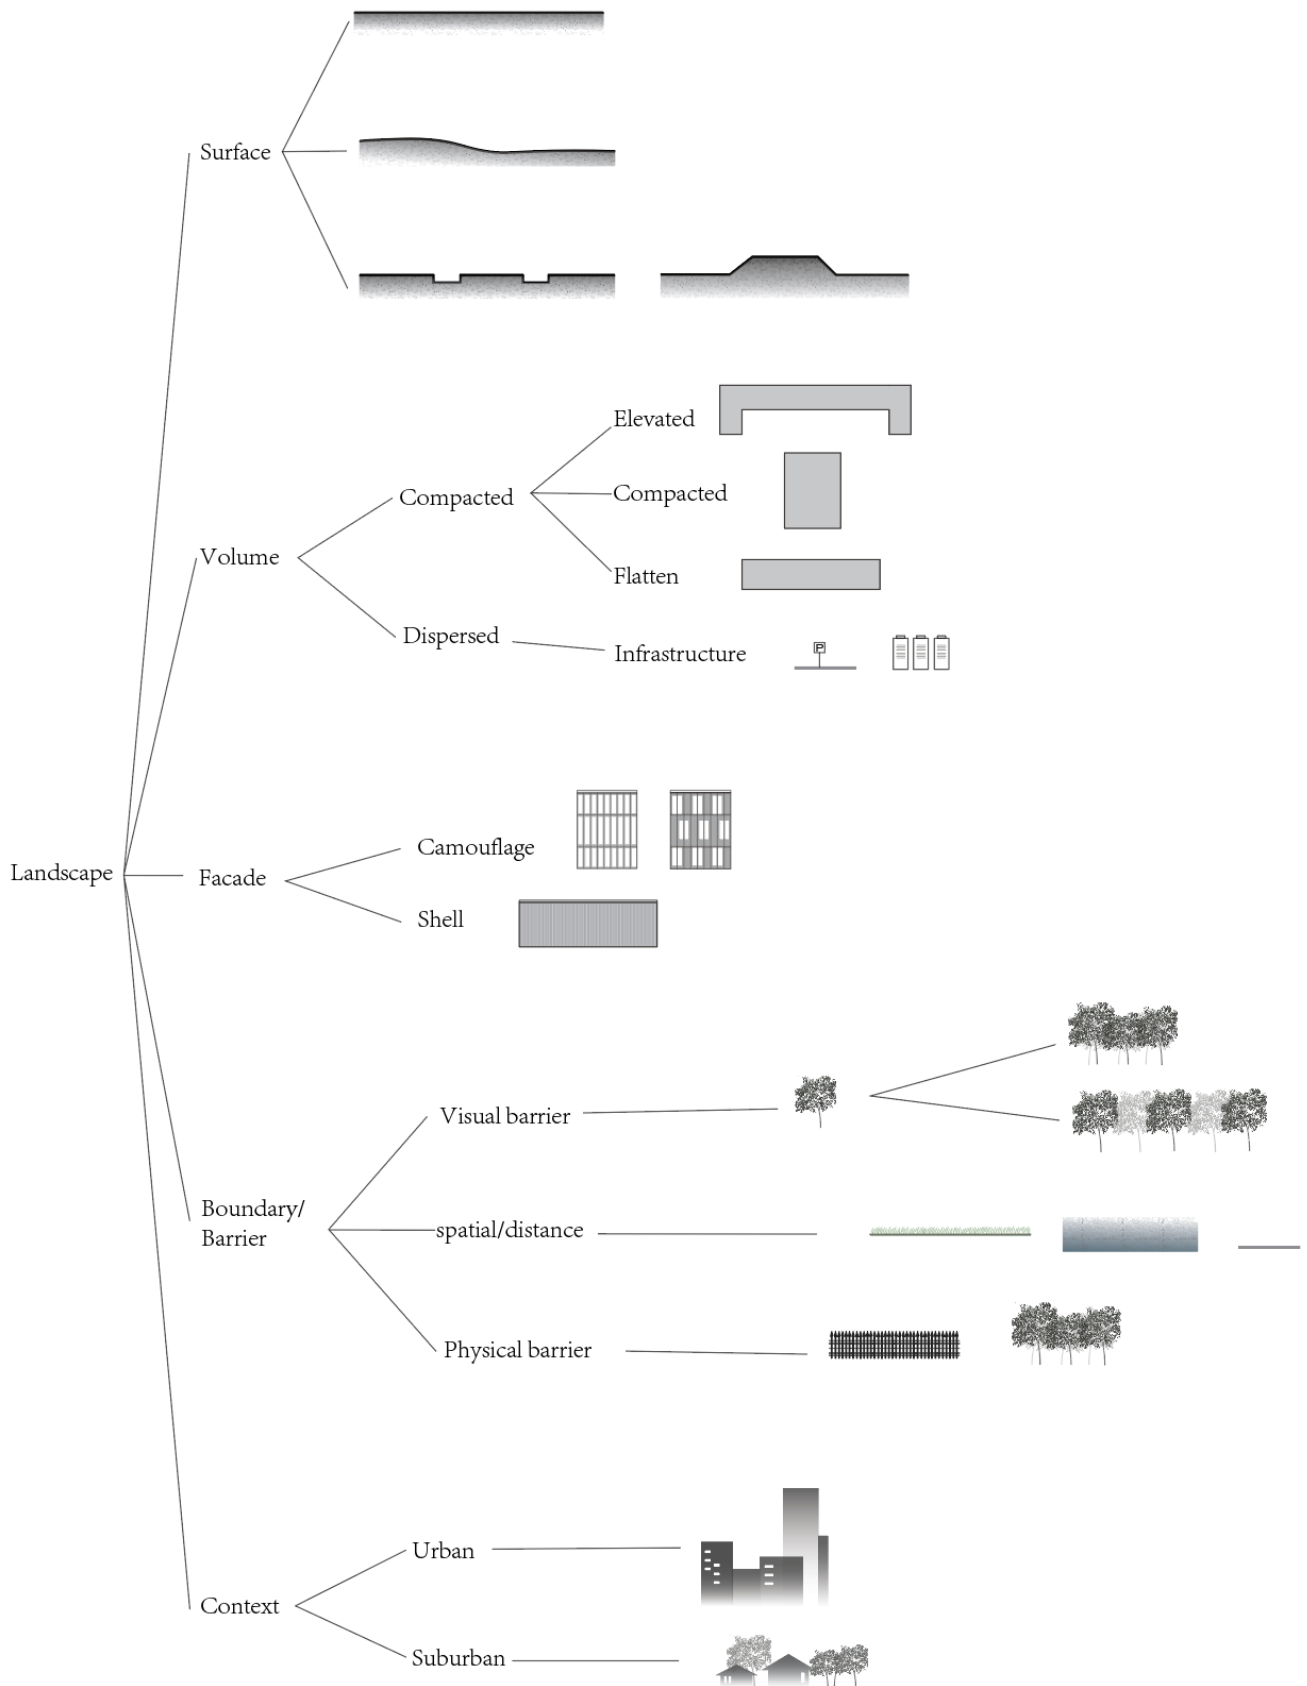 Surface
Elevated
Compacted
Compacted
Flatten
Volume
Dispersed
Infrastructure
P
Camouflage
Landscape
Facade
Shell
Visual barrier
Boundary/
Barrier
spatial/distance
Physical barrier
Urban
Context
Suburban